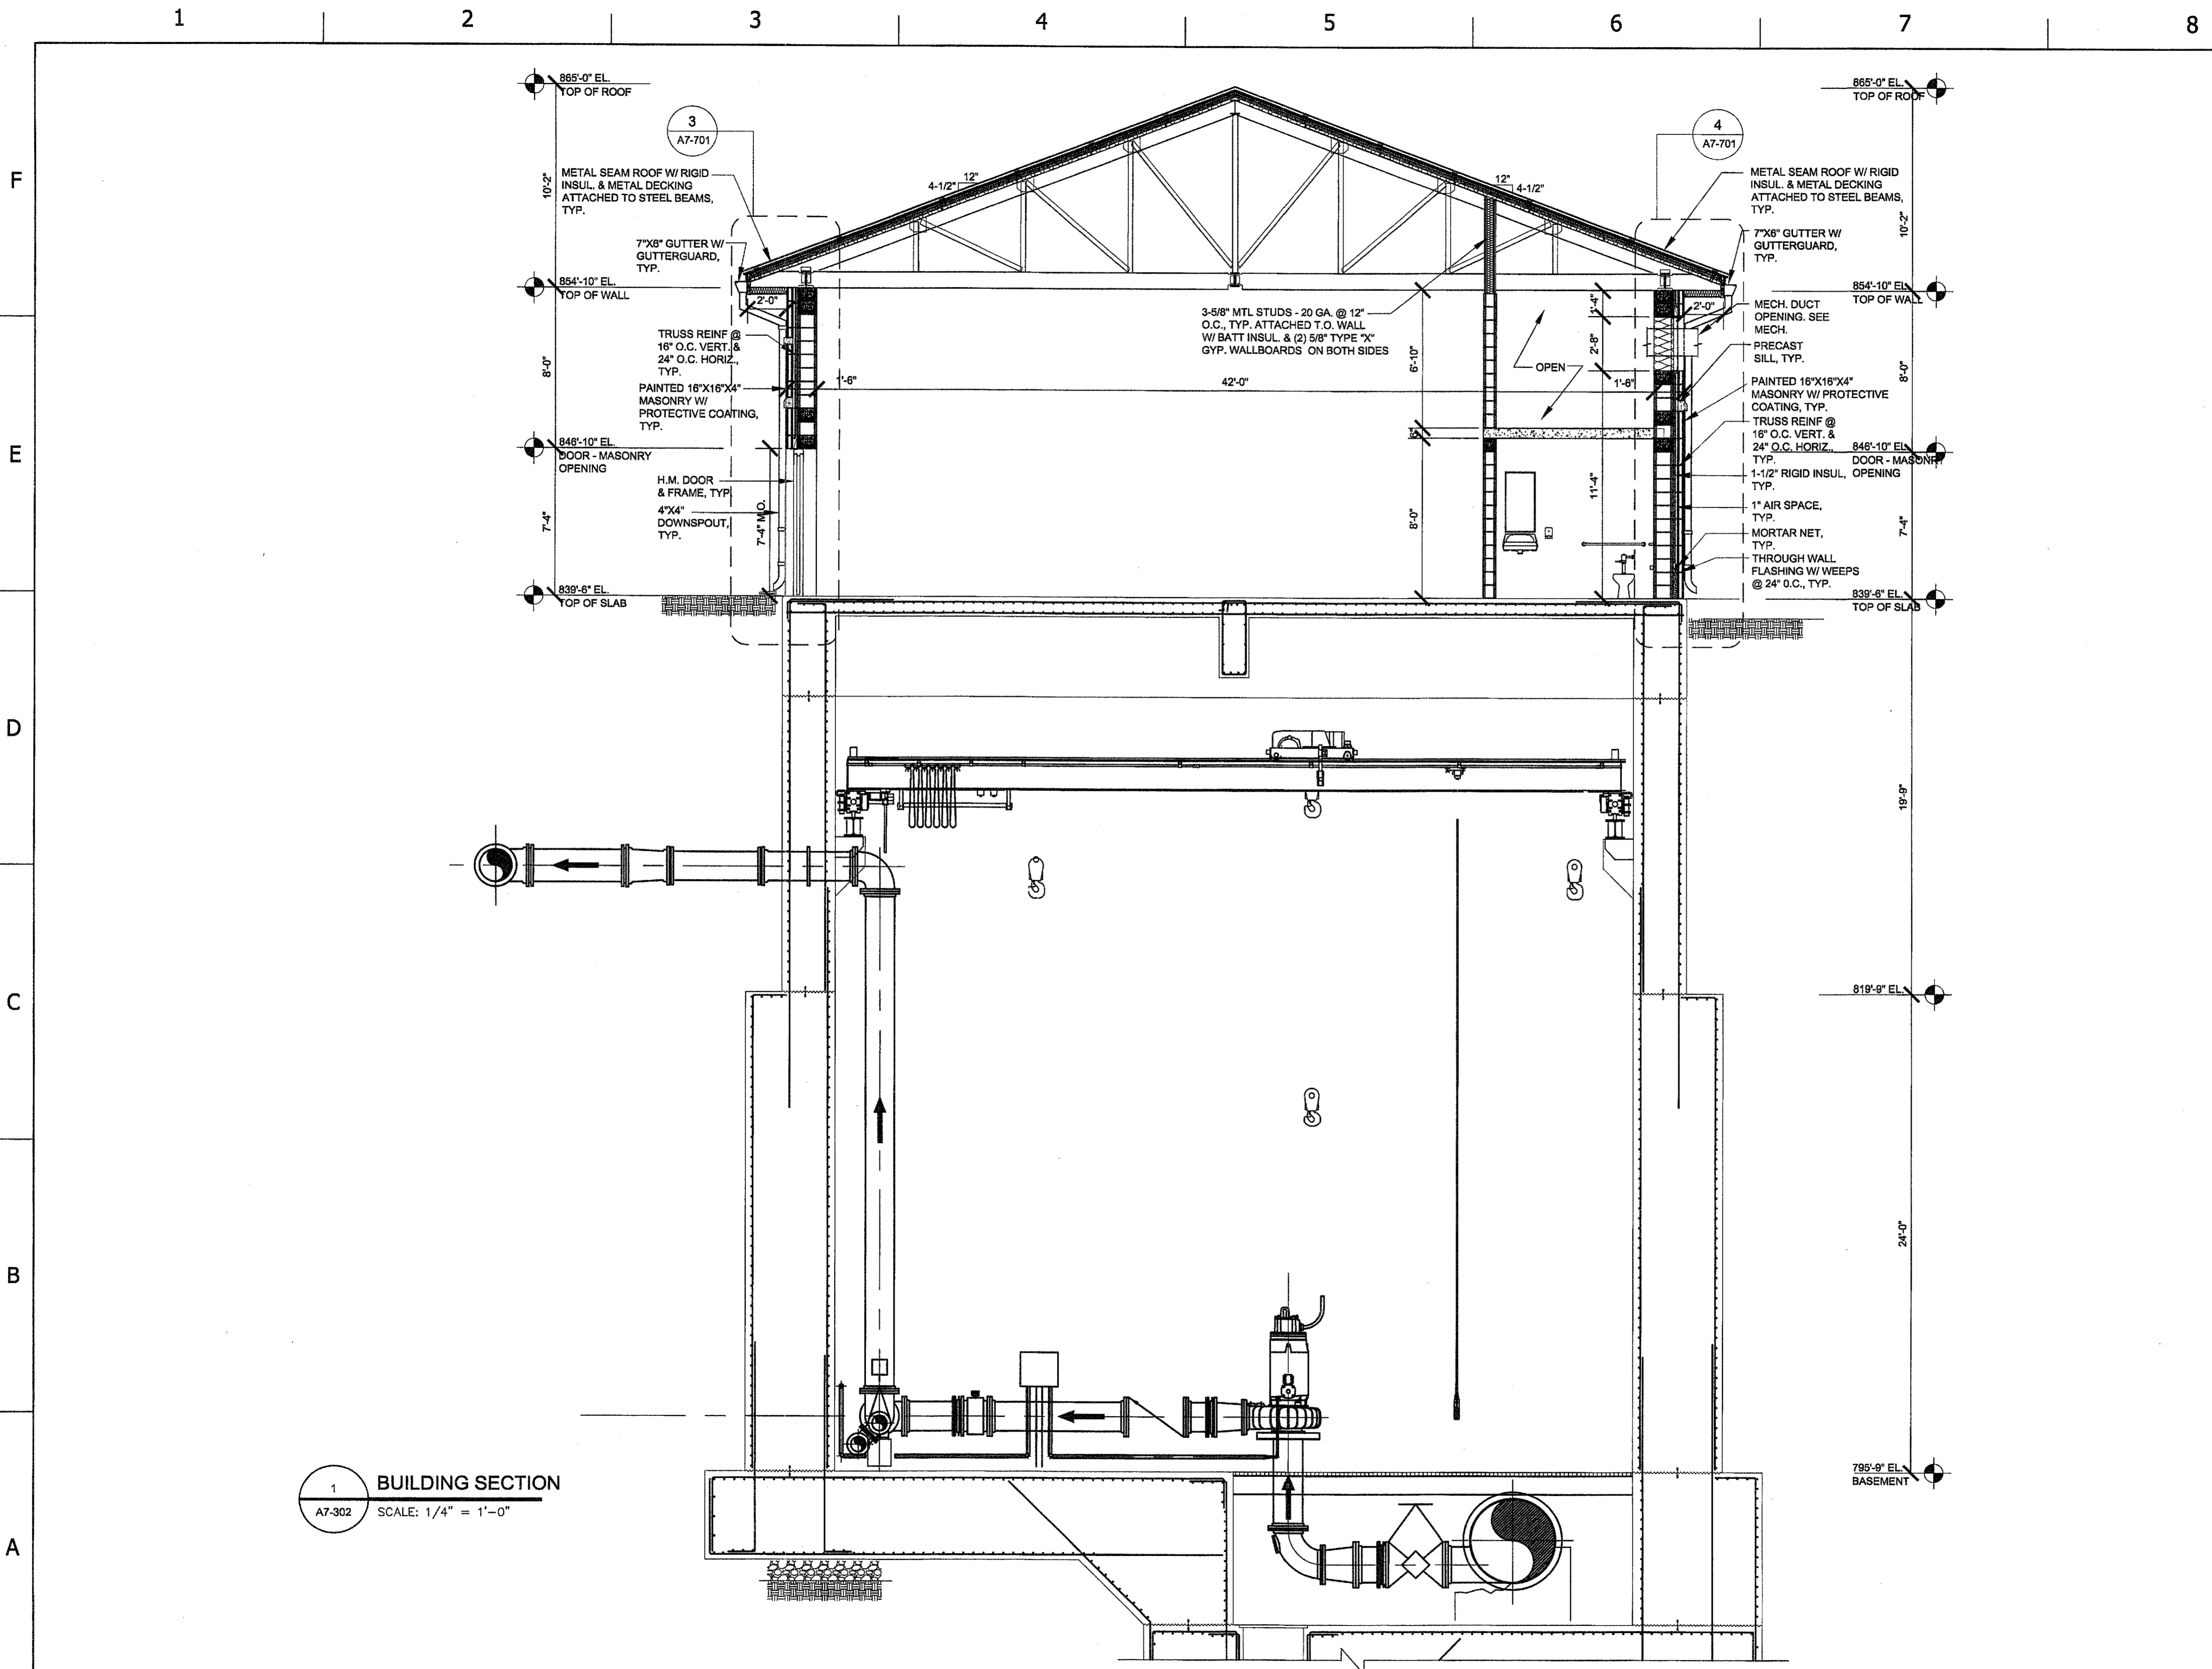 1 2 3 4 5 6 7 8
F
E
D
C
B
A
865'-0" EL.
TOP OF ROOF
10'-2"
854'-10" EL.
TOP OF WALL
8'-0"
846'-10" EL.
DOOR - MASONRY
OPENING
7'-4"
839'-6" EL.
TOP OF SLAB
3
A7-701
METAL SEAM ROOF W/ RIGID
INSUL. & METAL DECKING
ATTACHED TO STEEL BEAMS,
TYP.
7"X6" GUTTER W/
GUTTERGUARD,
TYP.
2'-0"
TRUSS REINF @
16" O.C. VERT. &
24" O.C. HORIZ.,
TYP.
PAINTED 16"X16"X4"
MASONRY W/
PROTECTIVE COATING,
TYP.
1'-6"
H.M. DOOR
& FRAME, TYP.
4"X4"
DOWNSPOUT,
TYP.
7'-4" M.O.
12"
4-1/2"
12"
4-1/2"
42'-0"
3-5/8" MTL STUDS - 20 GA. @ 12"
O.C., TYP. ATTACHED T.O. WALL
W/ BATT INSUL. & (2) 5/8" TYPE "X"
GYP. WALLBOARDS ON BOTH SIDES
6'-10"
8'-0"
OPEN
1'-4"
2'-8"
1'-6"
11'-4"
2'-0"
4
A7-701
METAL SEAM ROOF W/ RIGID
INSUL. & METAL DECKING
ATTACHED TO STEEL BEAMS,
TYP.
7"X6" GUTTER W/
GUTTERGUARD,
TYP.
MECH. DUCT
OPENING. SEE
MECH.
PRECAST
SILL, TYP.
PAINTED 16"X16"X4"
MASONRY W/ PROTECTIVE
COATING, TYP.
TRUSS REINF @
16" O.C. VERT. &
24" O.C. HORIZ.,
TYP.
1-1/2" RIGID INSUL,
TYP.
1" AIR SPACE,
TYP.
MORTAR NET,
TYP.
THROUGH WALL
FLASHING W/ WEEPS
@ 24" O.C., TYP.
865'-0" EL.
TOP OF ROOF
10'-2"
854'-10" EL.
TOP OF WALL
8'-0"
846'-10" EL.
DOOR - MASONRY
OPENING
7'-4"
839'-6" EL.
TOP OF SLAB
19'-9"
819'-9" EL.
24'-0"
795'-9" EL.
BASEMENT
1
A7-302
BUILDING SECTION
SCALE: 1/4" = 1'-0"